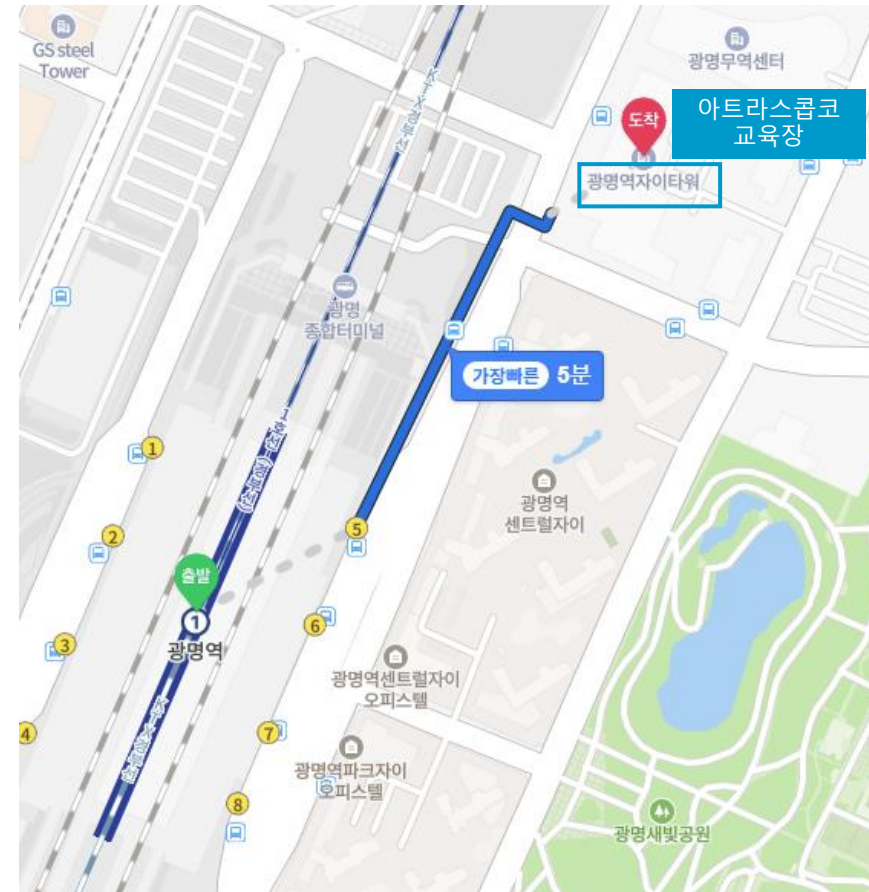 GS steel
Tower
KTX경부선
광명무역센터
아트라스콥코
교육장
도착
광명역자이타워
광명
종합터미널
가장빠른 5분
1호선(경부선)
1
2
3
4
5
6
7
8
출발
1
광명역
KTX경부선
광명역
센트럴자이
광명역센트럴자이
오피스텔
광명역파크자이
오피스텔
광명새빛공원